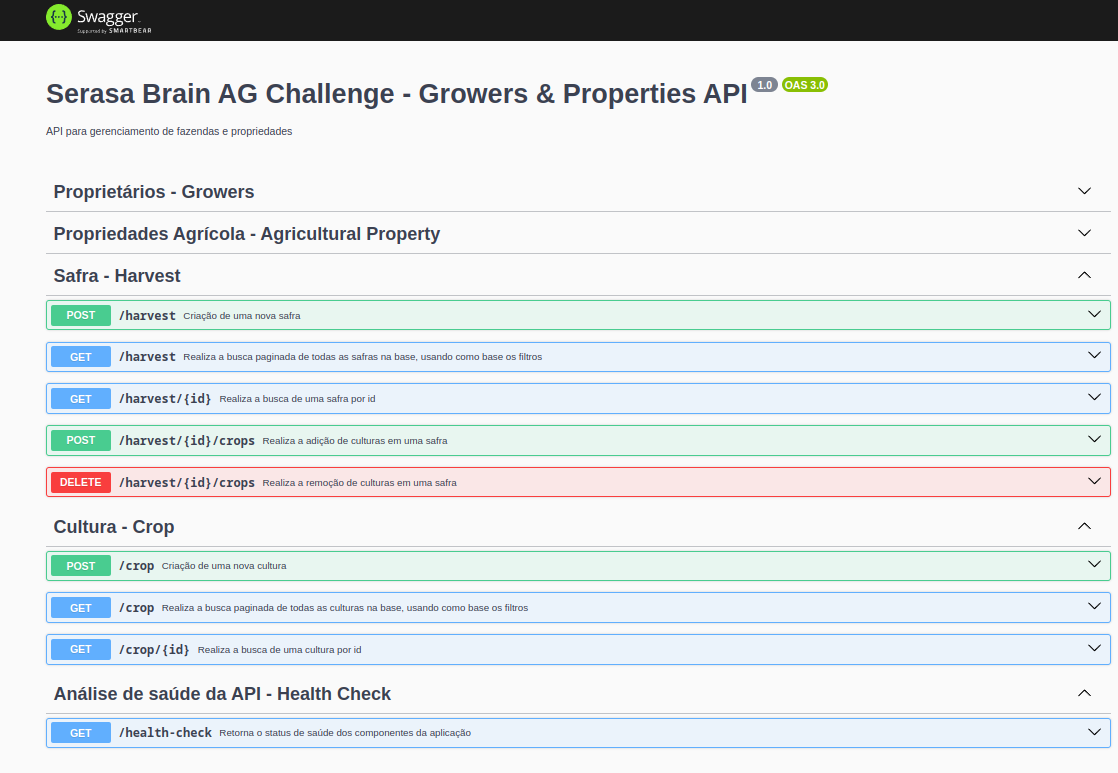 {···} Swagger
Supported by SMARTBEAR
Serasa Brain AG Challenge - Growers & Properties API 1.0 OAS 3.0
API para gerenciamento de fazendas e propriedades
Proprietários - Growers
Propriedades Agrícola - Agricultural Property
Safra - Harvest
POST /harvest Criação de uma nova safra
GET /harvest Realiza a busca paginada de todas as safras na base, usando como base os filtros
GET /harvest/{id} Realiza a busca de uma safra por id
POST /harvest/{id}/crops Realiza a adição de culturas em uma safra
DELETE /harvest/{id}/crops Realiza a remoção de culturas em uma safra
Cultura - Crop
POST /crop Criação de uma nova cultura
GET /crop Realiza a busca paginada de todas as culturas na base, usando como base os filtros
GET /crop/{id} Realiza a busca de uma cultura por id
Análise de saúde da API - Health Check
GET /health-check Retorna o status de saúde dos componentes da aplicação